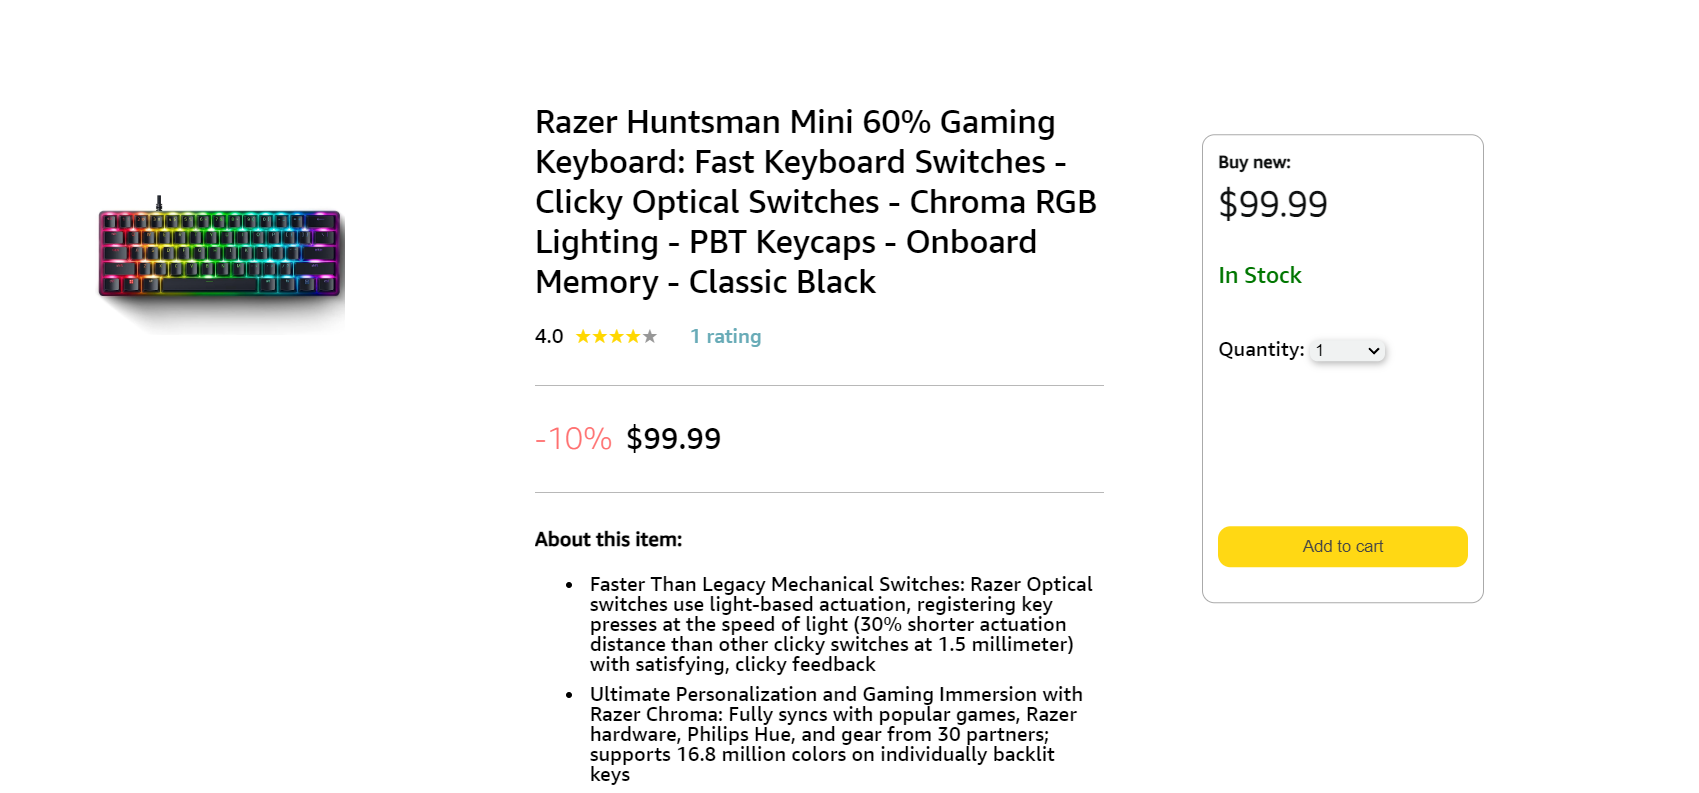 Razer Huntsman Mini 60% Gaming
Keyboard: Fast Keyboard Switches -
Clicky Optical Switches - Chroma RGB
Lighting - PBT Keycaps - Onboard
Memory - Classic Black
4.0 ★★★★★ 1 rating
-10% $99.99
About this item:
• Faster Than Legacy Mechanical Switches: Razer Optical
switches use light-based actuation, registering key
presses at the speed of light (30% shorter actuation
distance than other clicky switches at 1.5 millimeter)
with satisfying, clicky feedback
• Ultimate Personalization and Gaming Immersion with
Razer Chroma: Fully syncs with popular games, Razer
hardware, Philips Hue, and gear from 30 partners;
supports 16.8 million colors on individually backlit
keys
Buy new:
$99.99
In Stock
Quantity: 1
Add to cart